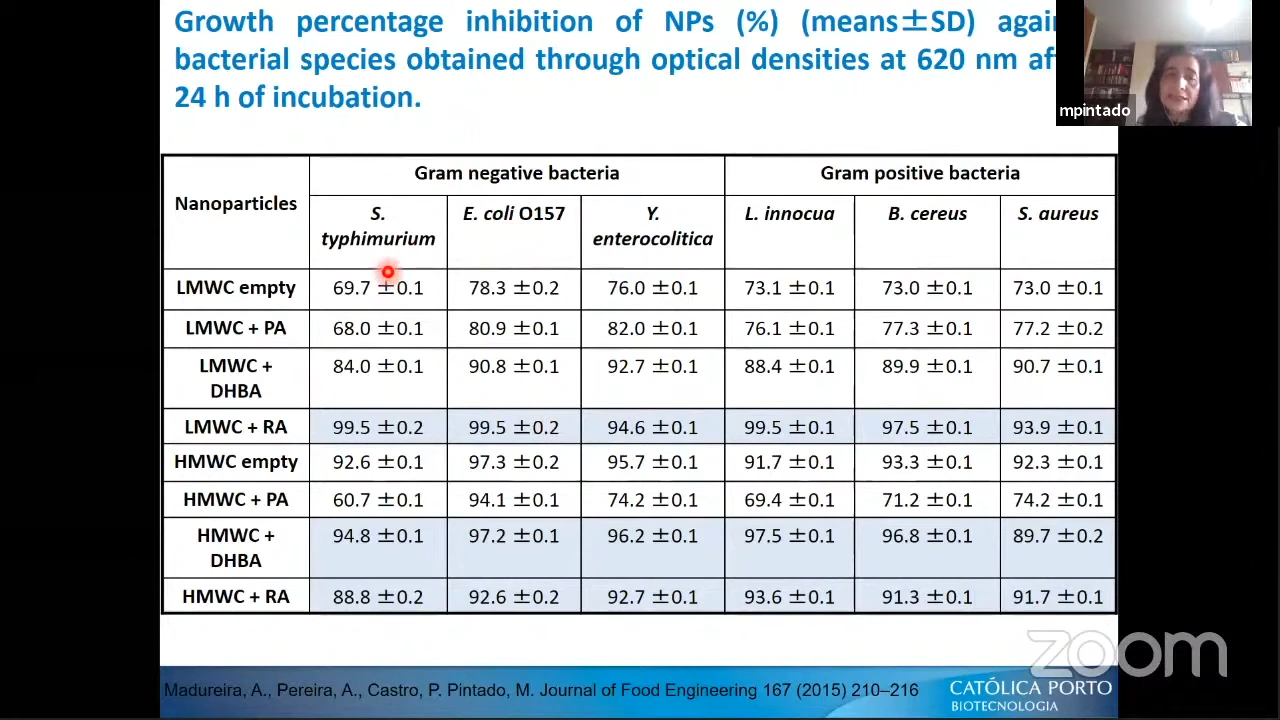 Growth percentage inhibition of NPs (%) (means±SD) agai
bacterial species obtained through optical densities at 620 nm af
24 h of incubation.
mpintado
Nanoparticles
Gram negative bacteria
Gram positive bacteria
S. typhimurium
E. coli O157
Y. enterocolitica
L. innocua
B. cereus
S. aureus
LMWC empty 69.7 ±0.1 78.3 ±0.2 76.0 ±0.1 73.1 ±0.1 73.0 ±0.1 73.0 ±0.1
LMWC + PA 68.0 ±0.1 80.9 ±0.1 82.0 ±0.1 76.1 ±0.1 77.3 ±0.1 77.2 ±0.2
LMWC + DHBA 84.0 ±0.1 90.8 ±0.1 92.7 ±0.1 88.4 ±0.1 89.9 ±0.1 90.7 ±0.1
LMWC + RA 99.5 ±0.2 99.5 ±0.2 94.6 ±0.1 99.5 ±0.1 97.5 ±0.1 93.9 ±0.1
HMWC empty 92.6 ±0.1 97.3 ±0.2 95.7 ±0.1 91.7 ±0.1 93.3 ±0.1 92.3 ±0.1
HMWC + PA 60.7 ±0.1 94.1 ±0.1 74.2 ±0.1 69.4 ±0.1 71.2 ±0.1 74.2 ±0.1
HMWC + DHBA 94.8 ±0.1 97.2 ±0.1 96.2 ±0.1 97.5 ±0.1 96.8 ±0.1 89.7 ±0.2
HMWC + RA 88.8 ±0.2 92.6 ±0.2 92.7 ±0.1 93.6 ±0.1 91.3 ±0.1 91.7 ±0.1
zoom
Madureira, A., Pereira, A., Castro, P. Pintado, M. Journal of Food Engineering 167 (2015) 210–216
CATÓLICA PORTO
BIOTECNOLOGIA